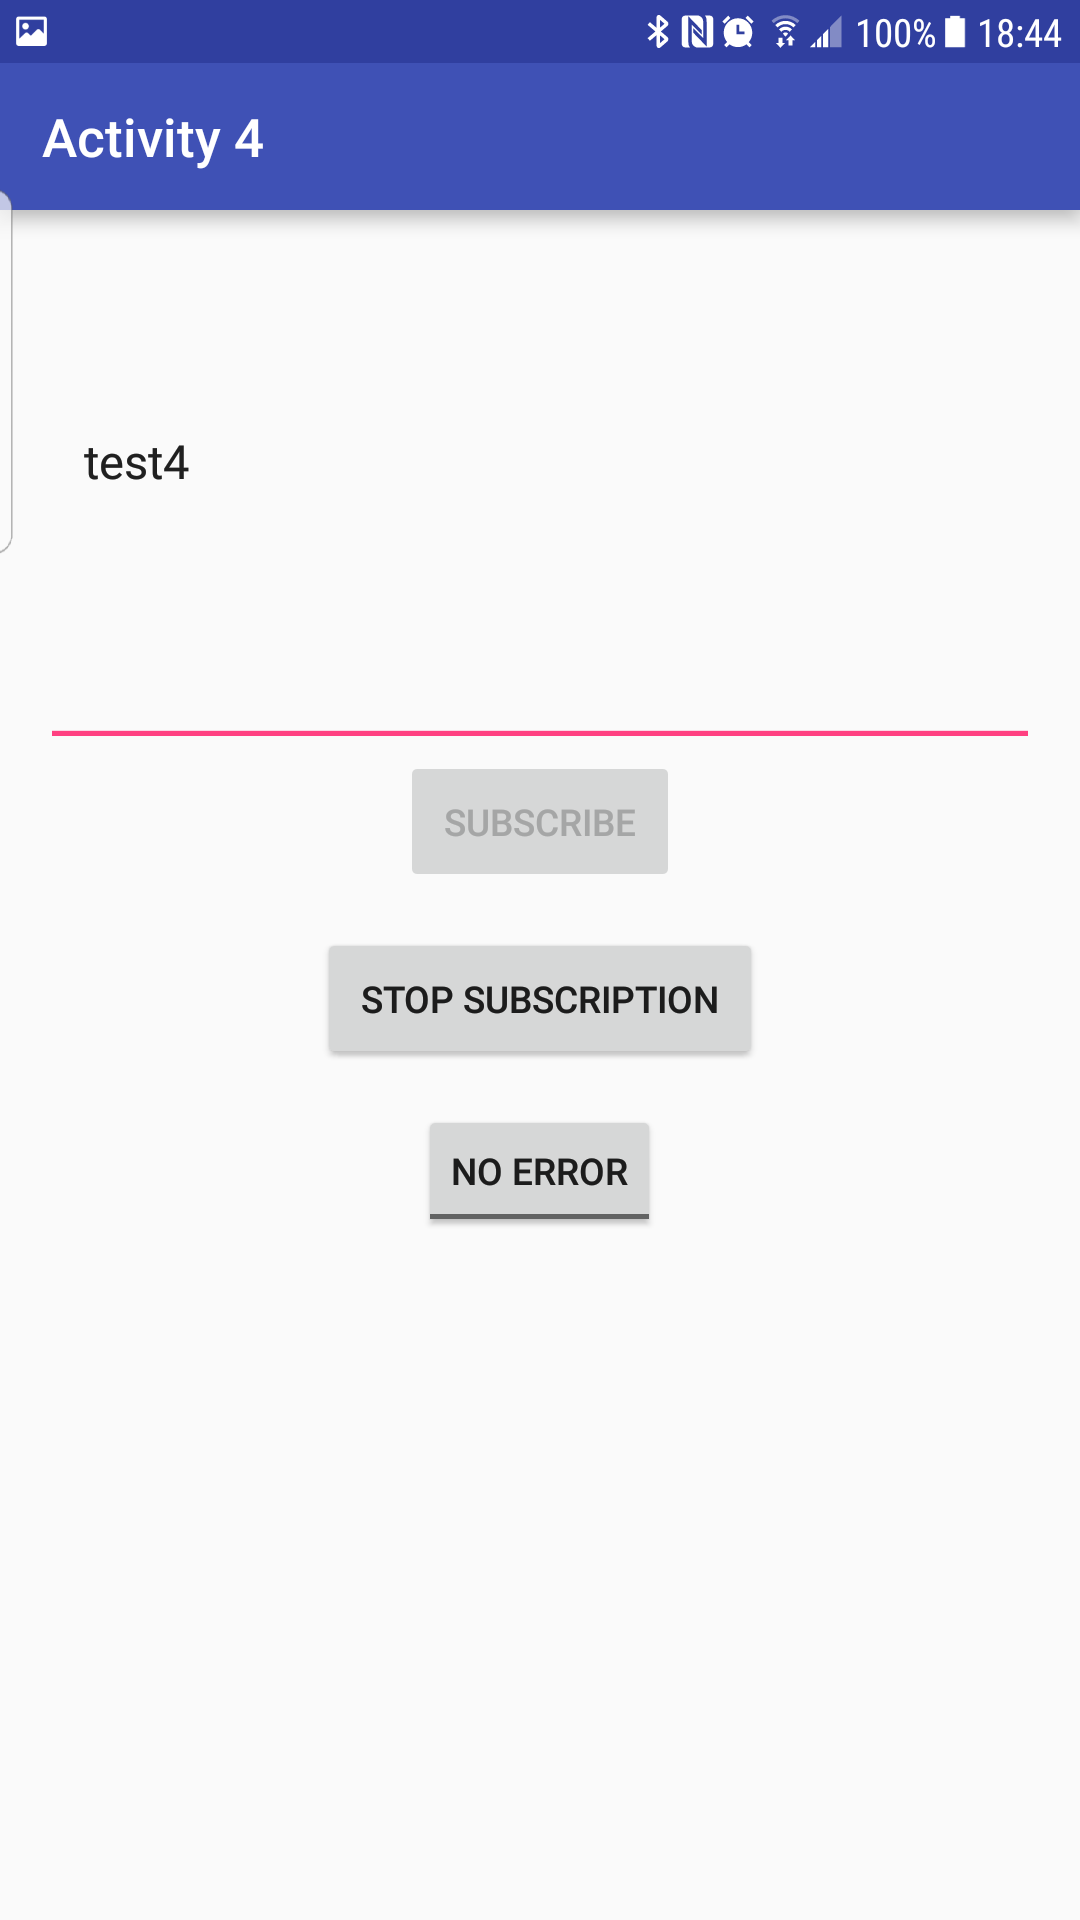 100% 18:44
Activity 4
test4
SUBSCRIBE
STOP SUBSCRIPTION
NO ERROR